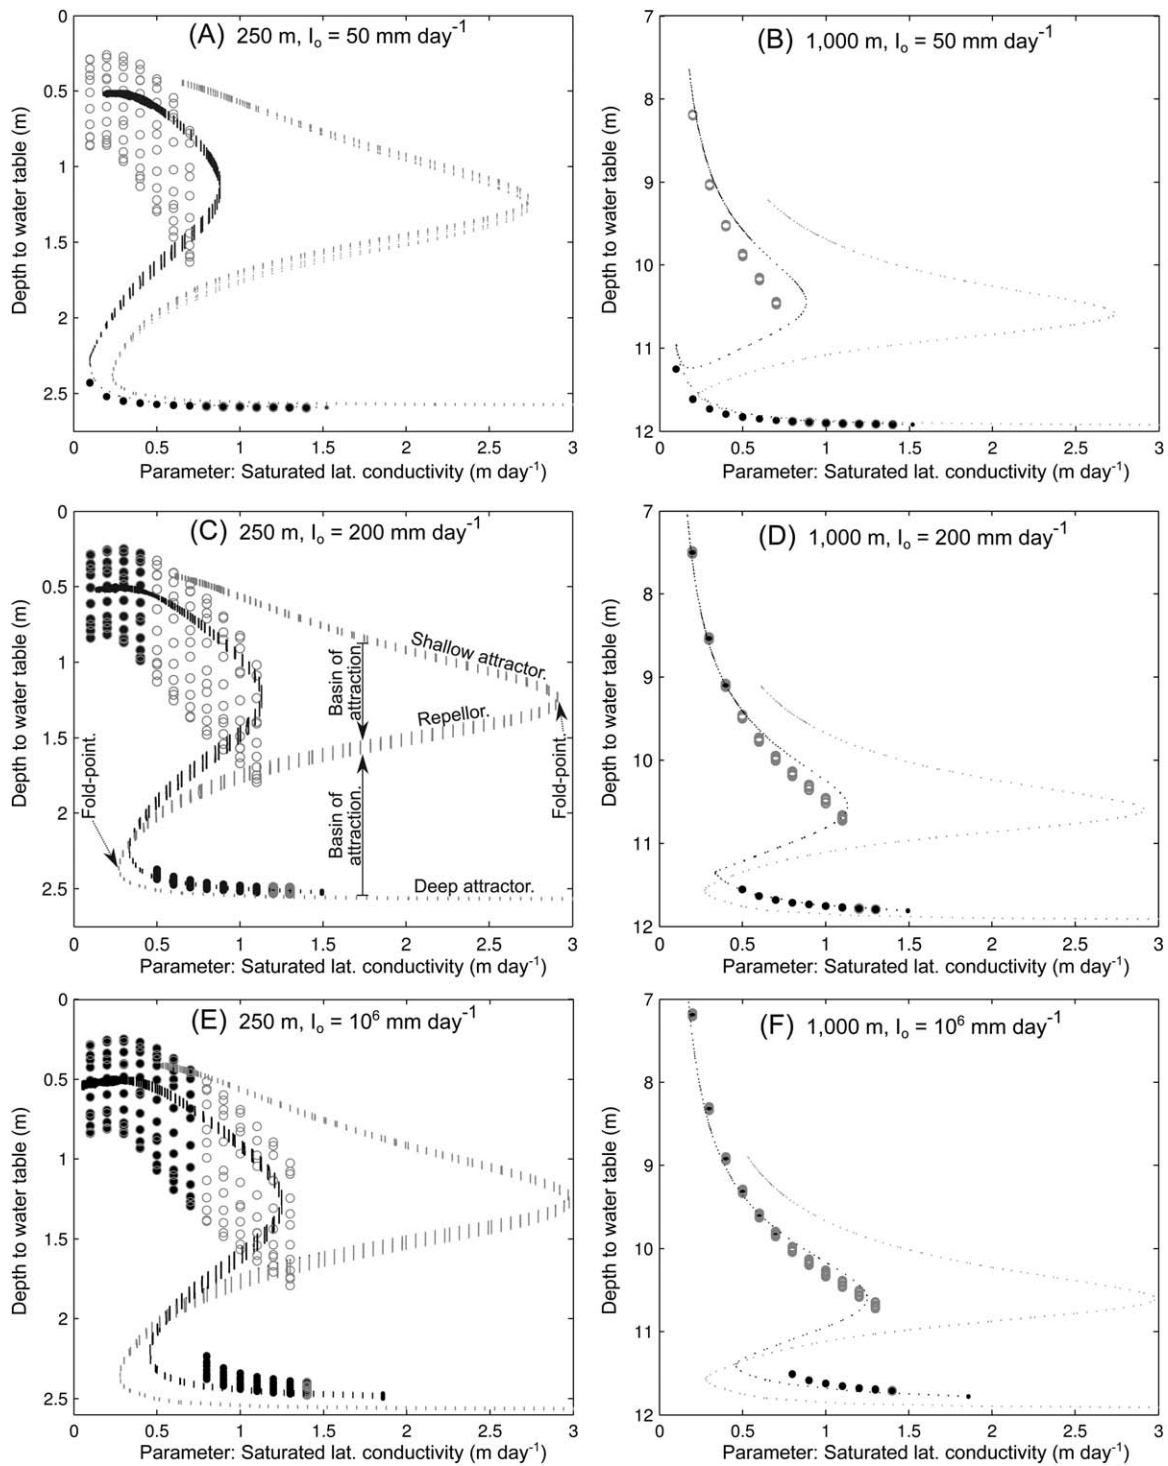 (A) 250 m, Iₒ = 50 mm day⁻¹
0
0.5
1
1.5
2
2.5
Depth to water table (m)
0 0.5 1 1.5 2 2.5 3
Parameter: Saturated lat. conductivity (m day⁻¹)
(B) 1,000 m, Iₒ = 50 mm day⁻¹
7
8
9
10
11
12
Depth to water table (m)
0 0.5 1 1.5 2 2.5 3
Parameter: Saturated lat. conductivity (m day⁻¹)
(C) 250 m, Iₒ = 200 mm day⁻¹
0
0.5
1
1.5
2
2.5
Depth to water table (m)
Shallow attractor.
Basin of
attraction.
Repellor.
Fold-point.
Fold-point.
Basin of
attraction.
Deep attractor.
0 0.5 1 1.5 2 2.5 3
Parameter: Saturated lat. conductivity (m day⁻¹)
(D) 1,000 m, Iₒ = 200 mm day⁻¹
7
8
9
10
11
12
Depth to water table (m)
0 0.5 1 1.5 2 2.5 3
Parameter: Saturated lat. conductivity (m day⁻¹)
(E) 250 m, Iₒ = 10⁶ mm day⁻¹
0
0.5
1
1.5
2
2.5
Depth to water table (m)
0 0.5 1 1.5 2 2.5 3
Parameter: Saturated lat. conductivity (m day⁻¹)
(F) 1,000 m, Iₒ = 10⁶ mm day⁻¹
7
8
9
10
11
12
Depth to water table (m)
0 0.5 1 1.5 2 2.5 3
Parameter: Saturated lat. conductivity (m day⁻¹)